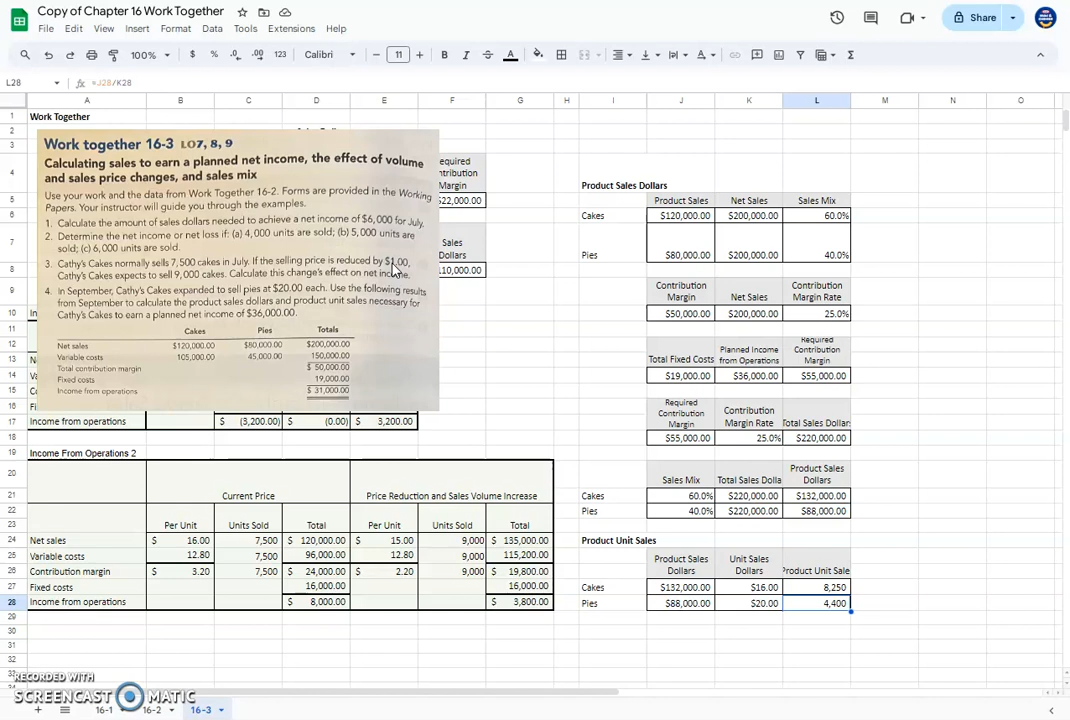 Copy of Chapter 16 Work Together
File Edit View Insert Format Data Tools Extensions Help
Share
100% $ % .0 .00 123 Calibri - 11 + B I A
L28 fx =J28/K28
A B C D E F G H I J K L M N O
1 Work Together
2
3
Work together 16-3 LO7, 8, 9
Calculating sales to earn a planned net income, the effect of volume
and sales price changes, and sales mix
Use your work and the data from Work Together 16-2. Forms are provided in the Working
Papers. Your instructor will guide you through the examples.
1. Calculate the amount of sales dollars needed to achieve a net income of $6,000 for July.
2. Determine the net income or net loss if: (a) 4,000 units are sold; (b) 5,000 units are
sold; (c) 6,000 units are sold.
3. Cathy's Cakes normally sells 7,500 cakes in July. If the selling price is reduced by $1.00,
Cathy's Cakes expects to sell 9,000 cakes. Calculate this change's effect on net income.
4. In September, Cathy's Cakes expanded to sell pies at $20.00 each. Use the following results
from September to calculate the product sales dollars and product unit sales necessary for
Cathy's Cakes to earn a planned net income of $36,000.00.
Cakes Pies Totals
Net sales $120,000.00 $80,000.00 $200,000.00
Variable costs 105,000.00 45,000.00 150,000.00
Total contribution margin $ 50,000.00
Fixed costs 19,000.00
Income from operations $ 31,000.00
equired
ntribution
Margin
$22,000.00
Sales
Dollars
10,000.00
17 Income from operations $ (3,200.00) $ (0.00) $ 3,200.00
18
19 Income From Operations 2
20
21 Current Price Price Reduction and Sales Volume Increase
22
23 Per Unit Units Sold Total Per Unit Units Sold Total
24 Net sales $ 16.00 7,500 $ 120,000.00 $ 15.00 9,000 $ 135,000.00
25 Variable costs 12.80 7,500 96,000.00 12.80 9,000 115,200.00
26 Contribution margin $ 3.20 7,500 $ 24,000.00 $ 2.20 9,000 $ 19,800.00
27 Fixed costs 16,000.00 16,000.00
28 Income from operations $ 8,000.00 $ 3,800.00
29
30
31
32
Product Sales Dollars
Product Sales Net Sales Sales Mix
Cakes $120,000.00 $200,000.00 60.0%
Pies $80,000.00 $200,000.00 40.0%
Contribution
Margin Net Sales Contribution
Margin Rate
$50,000.00 $200,000.00 25.0%
Total Fixed Costs Planned Income
from Operations Required
Contribution
Margin
$19,000.00 $36,000.00 $55,000.00
Required
Contribution
Margin Contribution
Margin Rate Total Sales Dollars
$55,000.00 25.0% $220,000.00
Sales Mix Total Sales Dolla Product Sales
Dollars
Cakes 60.0% $220,000.00 $132,000.00
Pies 40.0% $220,000.00 $88,000.00
Product Unit Sales
Product Sales
Dollars Unit Sales
Dollars Product Unit Sale
Cakes $132,000.00 $16.00 8,250
Pies $88,000.00 $20.00 4,400
RECORDED WITH
SCREENCAST MATIC
+ 16-1 16-2 16-3